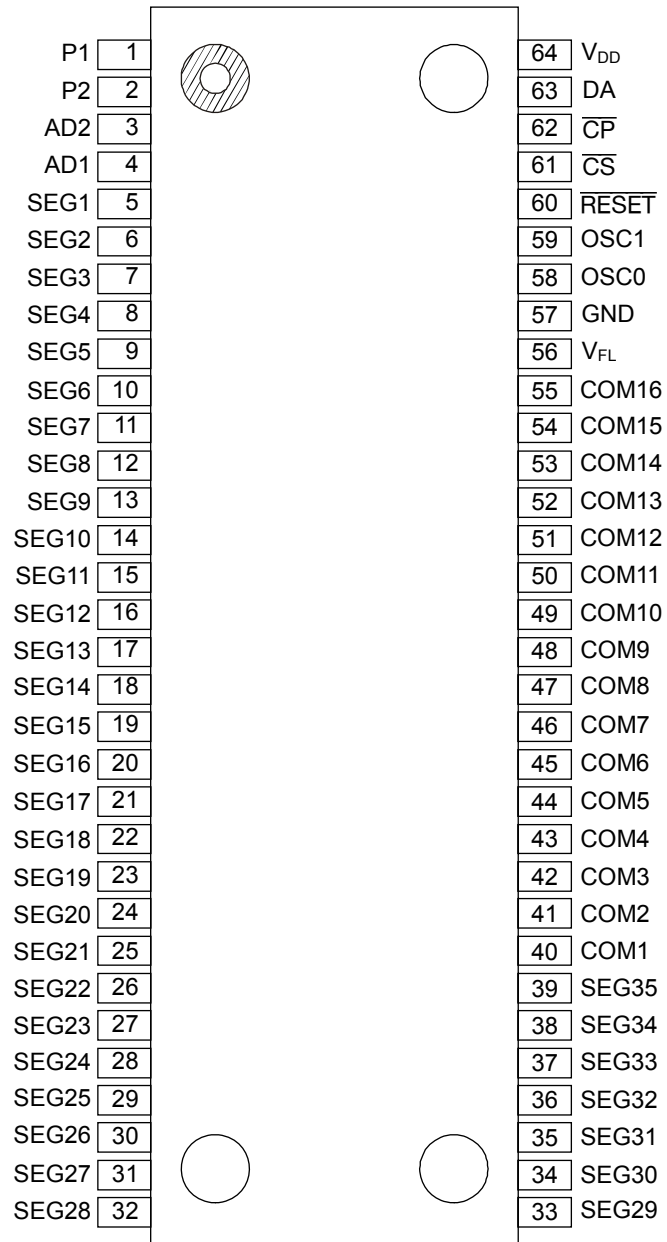 P1 1 64 VDD
P2 2 63 DA
AD2 3 62 C̅P̅
AD1 4 61 C̅S̅
SEG1 5 60 R̅E̅S̅E̅T̅
SEG2 6 59 OSC1
SEG3 7 58 OSC0
SEG4 8 57 GND
SEG5 9 56 VFL
SEG6 10 55 COM16
SEG7 11 54 COM15
SEG8 12 53 COM14
SEG9 13 52 COM13
SEG10 14 51 COM12
SEG11 15 50 COM11
SEG12 16 49 COM10
SEG13 17 48 COM9
SEG14 18 47 COM8
SEG15 19 46 COM7
SEG16 20 45 COM6
SEG17 21 44 COM5
SEG18 22 43 COM4
SEG19 23 42 COM3
SEG20 24 41 COM2
SEG21 25 40 COM1
SEG22 26 39 SEG35
SEG23 27 38 SEG34
SEG24 28 37 SEG33
SEG25 29 36 SEG32
SEG26 30 35 SEG31
SEG27 31 34 SEG30
SEG28 32 33 SEG29